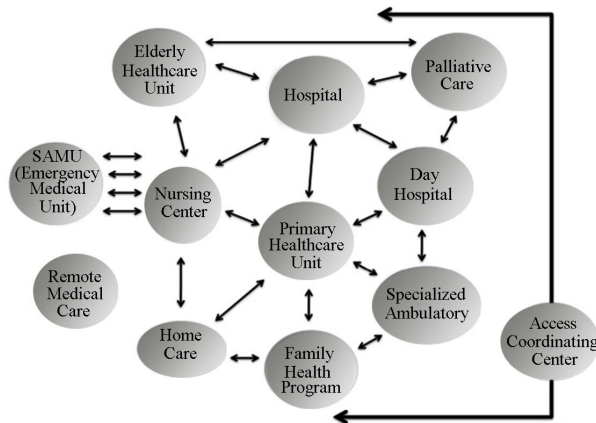 Elderly
Healthcare
Unit
Hospital
Palliative
Care
SAMU
(Emergency
Medical
Unit)
Nursing
Center
Day
Hospital
Primary
Healthcare
Unit
Remote
Medical
Care
Specialized
Ambulatory
Home
Care
Family
Health
Program
Access
Coordinating
Center